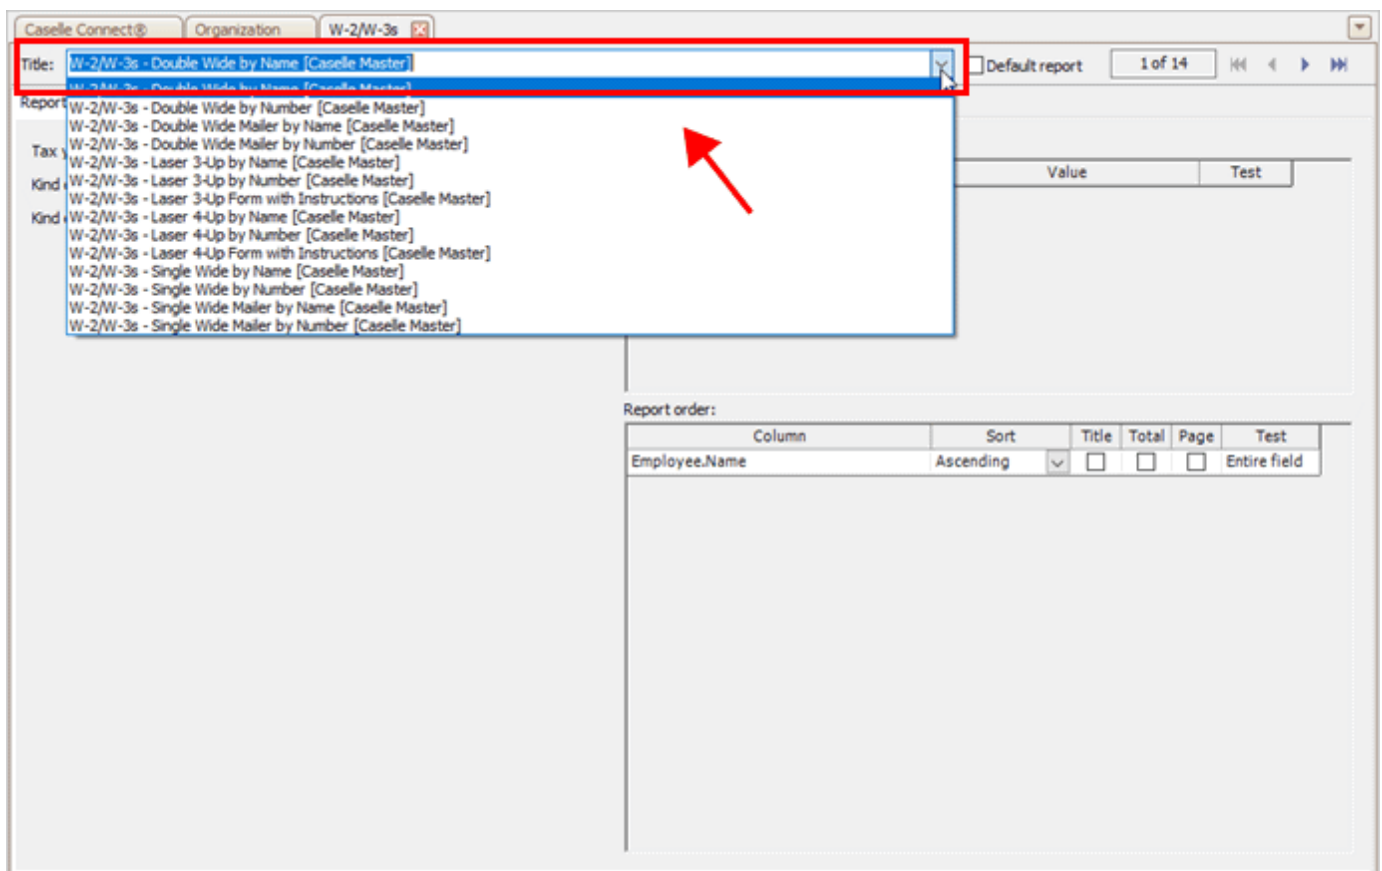 Caselle Connect® Organization W-2/W-3s
Title: W-2/W-3s - Double Wide by Name [Caselle Master] Default report 1 of 14
W-2/W-3s - Double Wide by Name [Caselle Master]
Report
W-2/W-3s - Double Wide by Number [Caselle Master]
W-2/W-3s - Double Wide Mailer by Name [Caselle Master]
W-2/W-3s - Double Wide Mailer by Number [Caselle Master]
Tax
W-2/W-3s - Laser 3-Up by Name [Caselle Master]
Value Test
W-2/W-3s - Laser 3-Up by Number [Caselle Master]
Kind
W-2/W-3s - Laser 3-Up Form with Instructions [Caselle Master]
W-2/W-3s - Laser 4-Up by Name [Caselle Master]
Kind
W-2/W-3s - Laser 4-Up by Number [Caselle Master]
W-2/W-3s - Laser 4-Up Form with Instructions [Caselle Master]
W-2/W-3s - Single Wide by Name [Caselle Master]
W-2/W-3s - Single Wide by Number [Caselle Master]
W-2/W-3s - Single Wide Mailer by Name [Caselle Master]
W-2/W-3s - Single Wide Mailer by Number [Caselle Master]
Report order:
Column Sort Title Total Page Test
Employee.Name Ascending Entire field